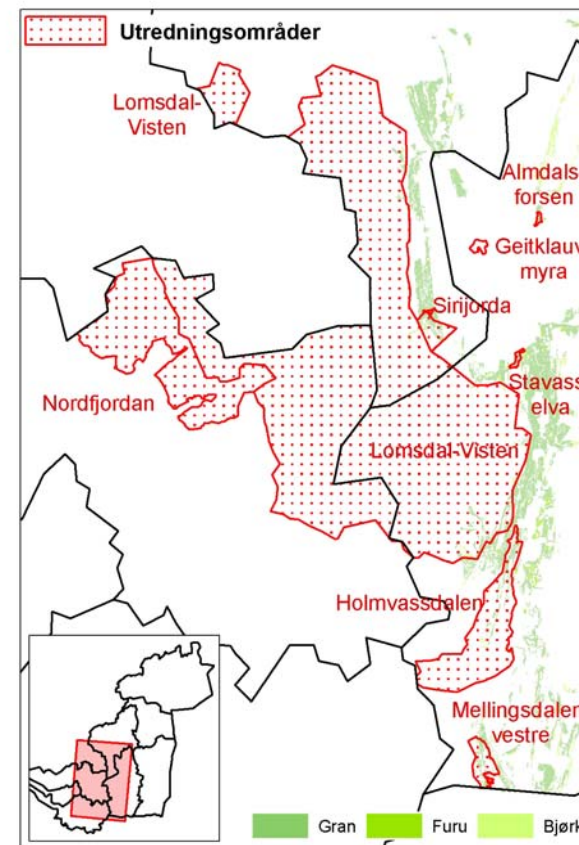 Utredningsområder
Lomsdal-
Visten
Almdals
forsen
Geitklauv
myra
Sirijorda
Stavass
elva
Nordfjordan
Lomsdal-Visten
Holmvassdalen
Mellingsdalen
vestre
Gran
Furu
Bjørk